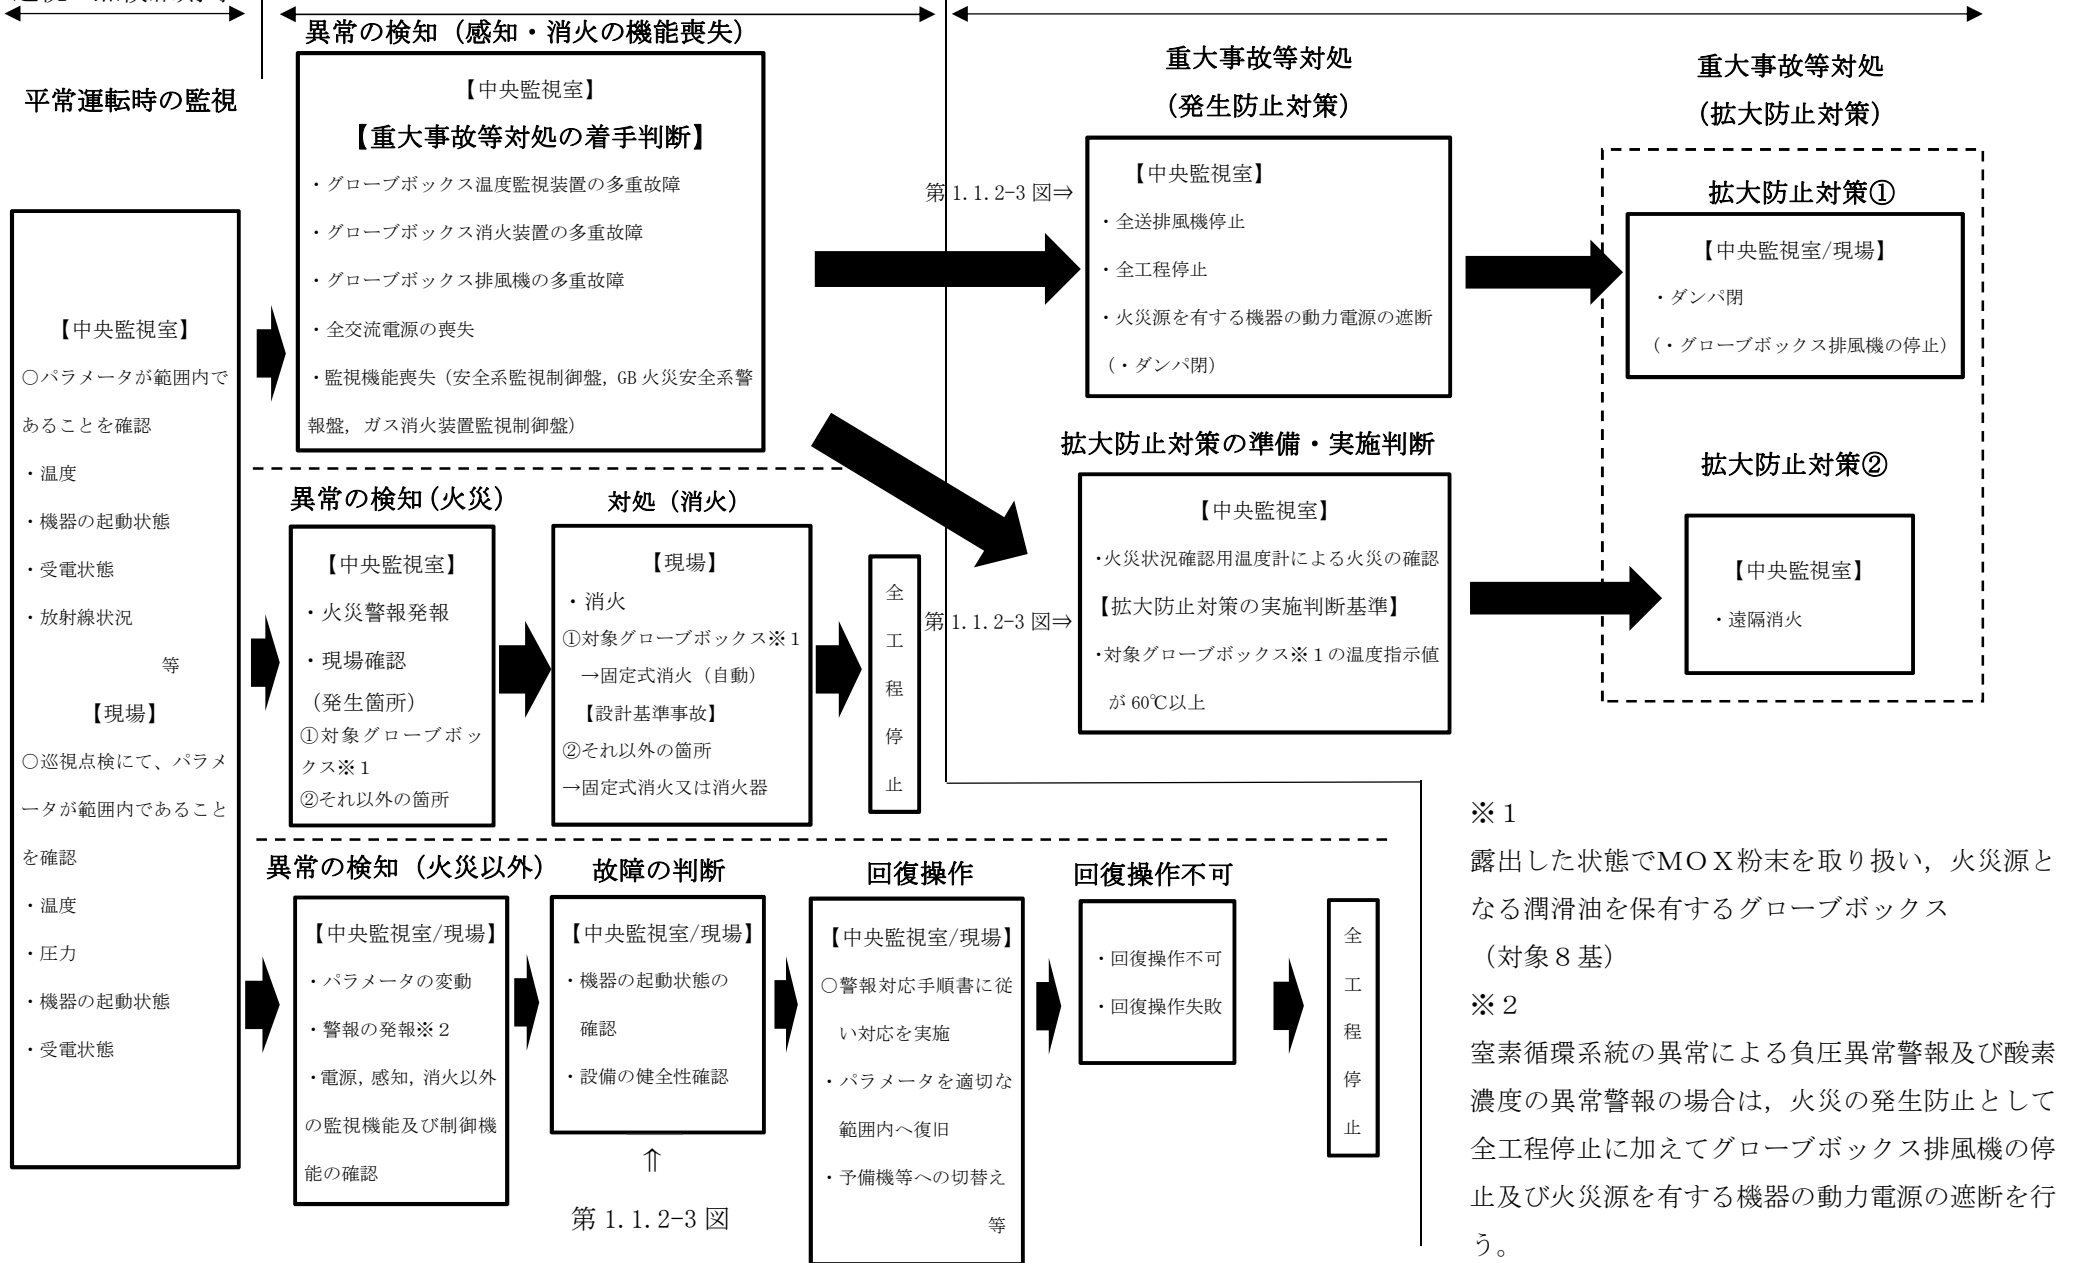 平常運転時の監視
【中央監視室】
○パラメータが範囲内で
あることを確認
・温度
・機器の起動状態
・受電状態
・放射線状況
等
【現場】
○巡視点検にて、パラメ
ータが範囲内であること
を確認
・温度
・圧力
・機器の起動状態
・受電状態
異常の検知（感知・消火の機能喪失）
【中央監視室】
【重大事故等対処の着手判断】
・グローブボックス温度監視装置の多重故障
・グローブボックス消火装置の多重故障
・グローブボックス排風機の多重故障
・全交流電源の喪失
・監視機能喪失（安全系監視制御盤，GB 火災安全系警
報盤，ガス消火装置監視制御盤）
重大事故等対処
（発生防止対策）
第 1.1.2-3 図⇒
【中央監視室】
・全送排風機停止
・全工程停止
・火災源を有する機器の動力電源の遮断
（・ダンパ閉）
重大事故等対処
（拡大防止対策）
拡大防止対策①
【中央監視室/現場】
・ダンパ閉
（・グローブボックス排風機の停止）
拡大防止対策の準備・実施判断
第 1.1.2-3 図⇒
【中央監視室】
・火災状況確認用温度計による火災の確認
【拡大防止対策の実施判断基準】
・対象グローブボックス※１の温度指示値
が 60℃以上
拡大防止対策②
【中央監視室】
・遠隔消火
異常の検知（火災）
【中央監視室】
・火災警報発報
・現場確認
（発生箇所）
①対象グローブボッ
クス※１
②それ以外の箇所
対処（消火）
【現場】
・消火
①対象グローブボックス※１
→固定式消火（自動）
【設計基準事故】
②それ以外の箇所
→固定式消火又は消火器
全
工
程
停
止
異常の検知（火災以外）
【中央監視室/現場】
・パラメータの変動
・警報の発報※２
・電源，感知，消火以外
の監視機能及び制御機
能の確認
故障の判断
【中央監視室/現場】
・機器の起動状態の
確認
・設備の健全性確認
⇑
第 1.1.2-3 図
回復操作
【中央監視室/現場】
○警報対応手順書に従
い対応を実施
・パラメータを適切な
範囲内へ復旧
・予備機等への切替え
等
回復操作不可
・回復操作不可
・回復操作失敗
全
工
程
停
止
※１
露出した状態でＭＯＸ粉末を取り扱い，火災源と
なる潤滑油を保有するグローブボックス
（対象８基）
※２
窒素循環系統の異常による負圧異常警報及び酸素
濃度の異常警報の場合は，火災の発生防止として
全工程停止に加えてグローブボックス排風機の停
止及び火災源を有する機器の動力電源の遮断を行
う。